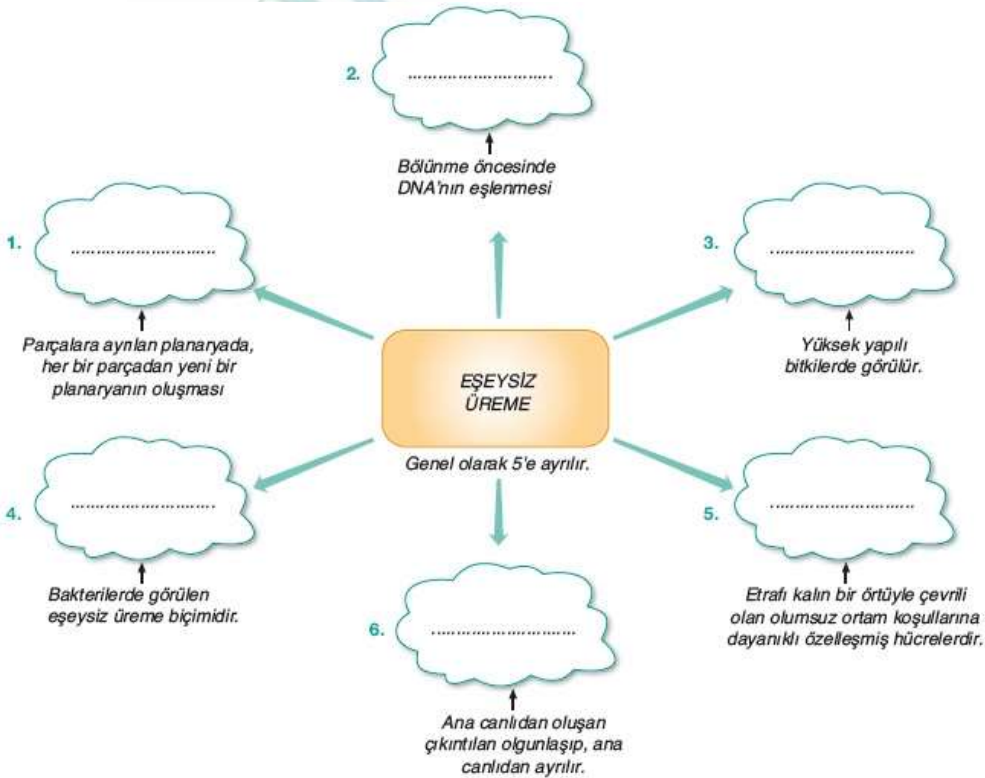 2.
..............................
Bölünme öncesinde
DNA'nın eşlenmesi
1.
..............................
Parçalara ayrılan planaryada,
her bir parçadan yeni bir
planaryanın oluşması
3.
..............................
Yüksek yapılı
bitkilerde görülür.
EŞEYSİZ
ÜREME
Genel olarak 5'e ayrılır.
4.
..............................
Bakterilerde görülen
eşeysiz üreme biçimidir.
5.
..............................
Etrafı kalın bir örtüyle çevrili
olan olumsuz ortam koşullarına
dayanıklı özelleşmiş hücrelerdir.
6.
..............................
Ana canlıdan oluşan
çıkıntılan olgunlaşıp, ana
canlıdan ayrılır.